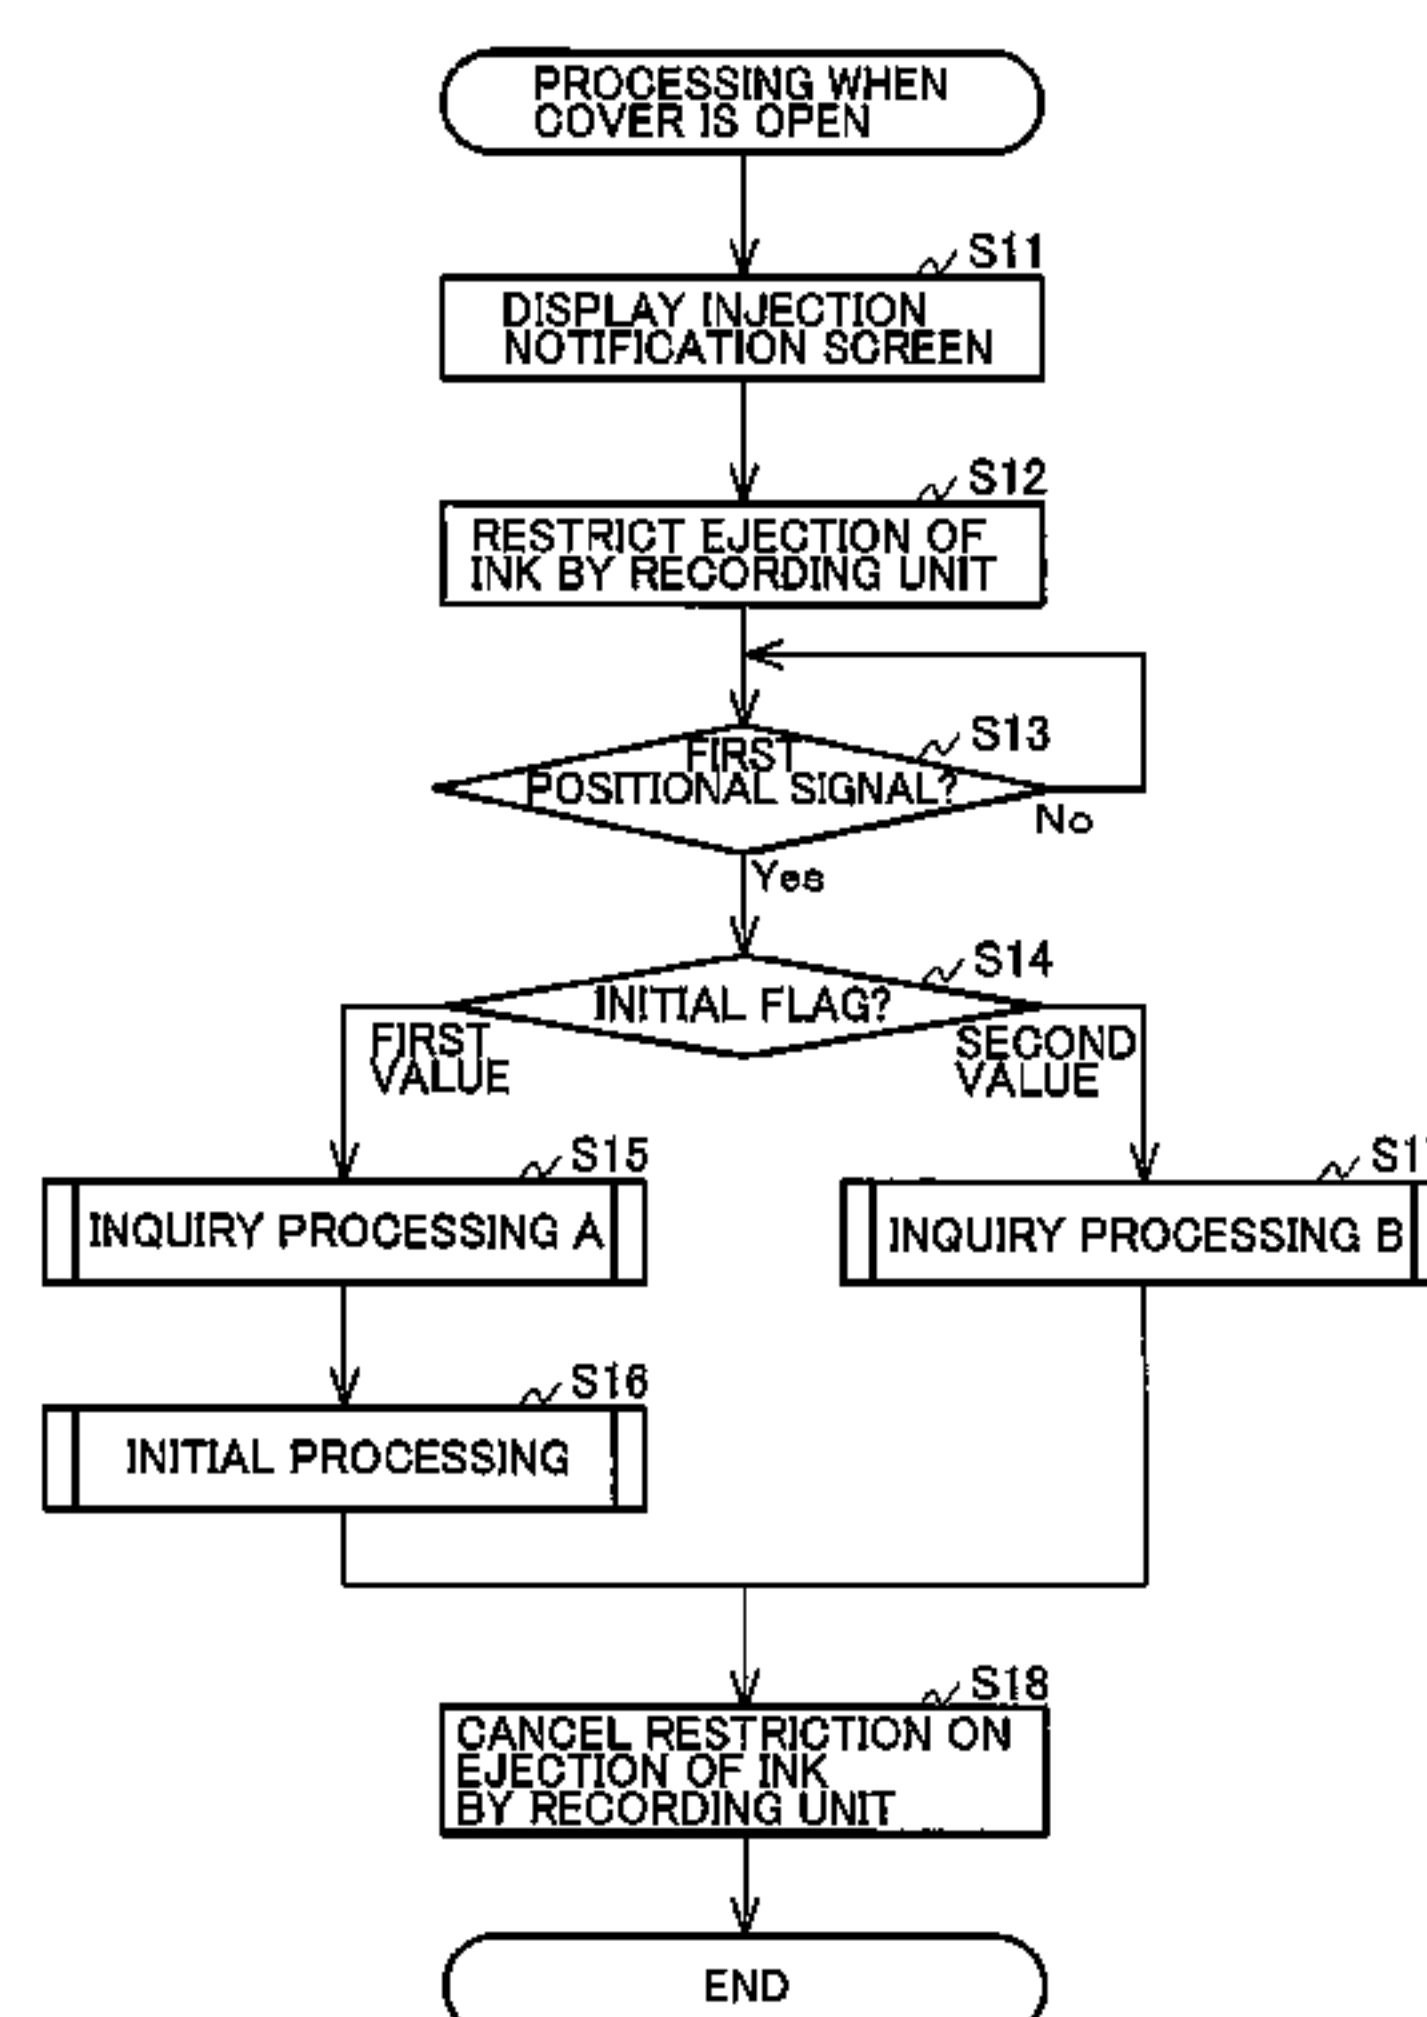 PROCESSING WHEN
COVER IS OPEN
S11
DISPLAY INJECTION
NOTIFICATION SCREEN
S12
RESTRICT EJECTION OF
INK BY RECORDING UNIT
S13
FIRST
POSITIONAL SIGNAL?
No
Yes
S14
INITIAL FLAG?
FIRST
VALUE
SECOND
VALUE
S15
INQUIRY PROCESSING A
INQUIRY PROCESSING B
S16
INITIAL PROCESSING
S18
CANCEL RESTRICTION ON
EJECTION OF INK
BY RECORDING UNIT
END